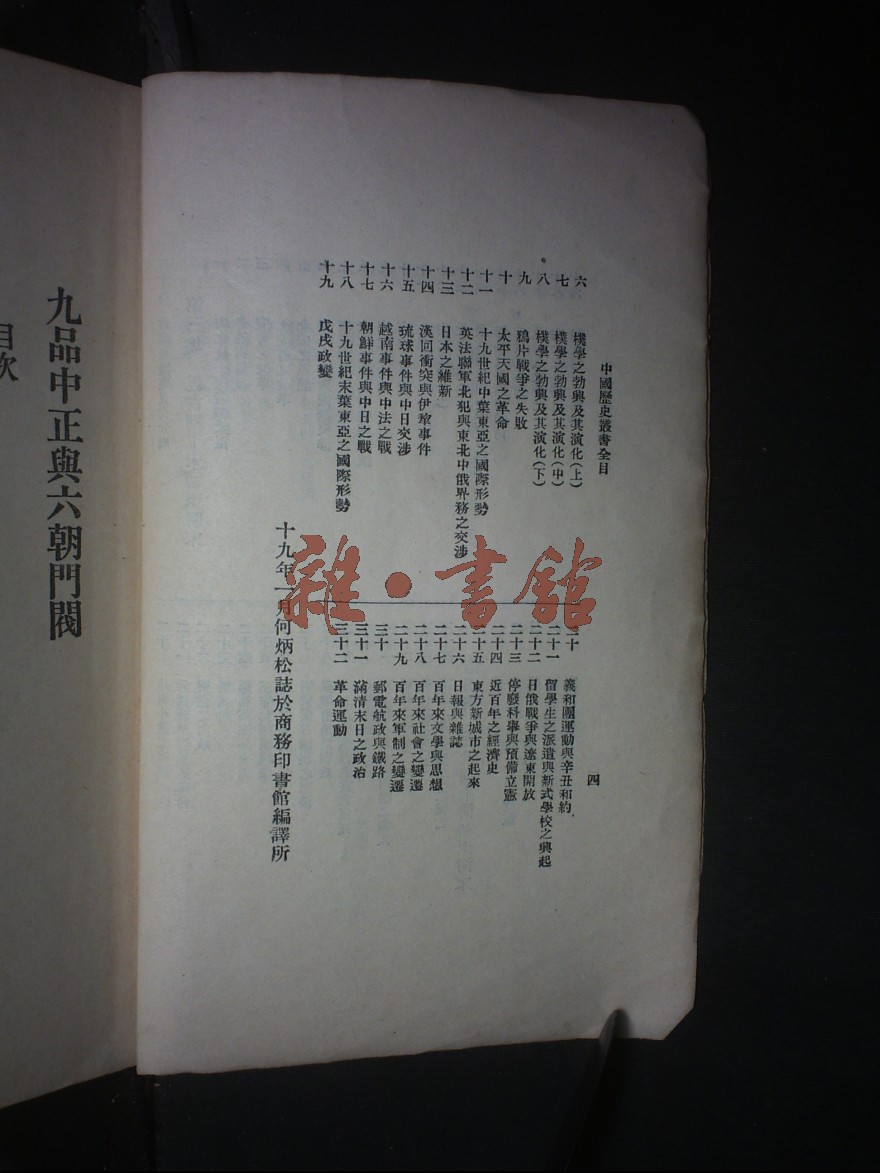 中國歷史叢書全目
六 樸學之勃興及其演化(上)
七 樸學之勃興及其演化(中)
八 樸學之勃興及其演化(下)
九 鴉片戰爭之失敗
十 太平天國之革命
十一 十九世紀中葉東亞之國際形勢
十二 英法聯軍北犯與東北中俄界務之交涉
十三 日本之維新
十四 漢回衝突與伊犂事件
十五 琉球事件與中日交涉
十六 越南事件與中法之戰
十七 朝鮮事件與中日之戰
十八 十九世紀末葉東亞之國際形勢
十九 戊戌政變
四
二十 義和團運動與辛丑和約
二十一 留學生之派遣與新式學校之興起
二十二 日俄戰爭與遼東開放
二十三 停廢科舉與預備立憲
二十四 近百年之經濟史
二十五 東方新城市之起來
二十六 日報與雜誌
二十七 百年來文學與思想
二十八 百年來社會之變遷
二十九 百年來軍制之變遷
三十 郵電航政與鐵路
三十一 滿清末日之政治
三十二 革命運動
十九年一月何炳松誌於商務印書館編譯所
九品中正與六朝門閥
目次
雜·書館